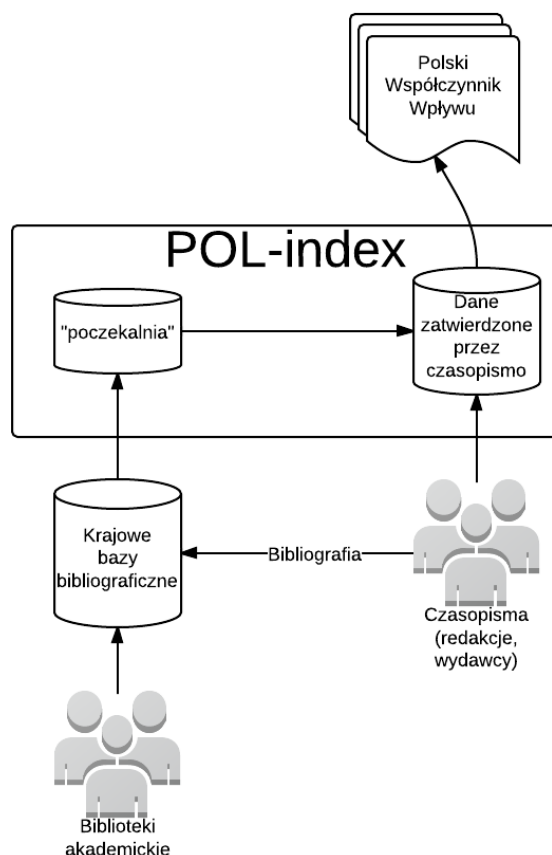 Polski
Współczynnik
Wpływu
POL-index
"poczekalnia"
Dane
zatwierdzone
przez
czasopismo
Krajowe
bazy
bibliograficzne
Bibliografia
Czasopisma
(redakcje,
wydawcy)
Biblioteki
akademickie